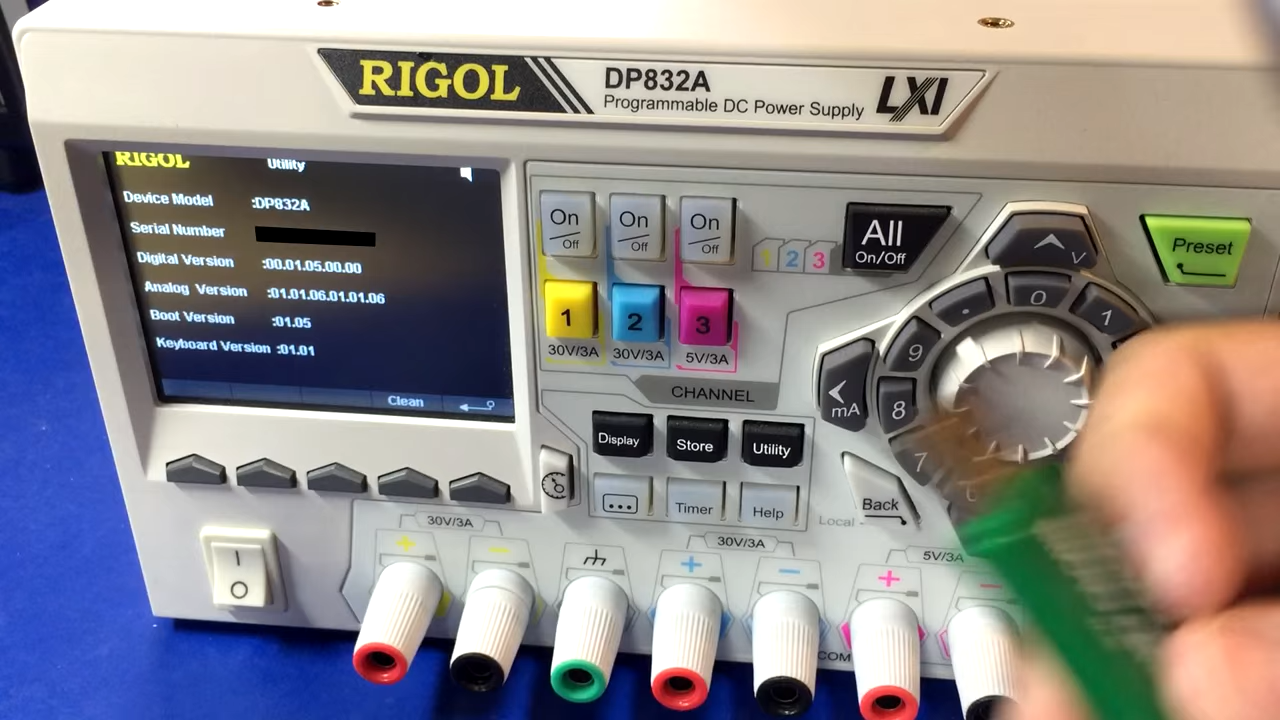 RIGOL
DP832A
Programmable DC Power Supply
LXI
RIGOL Utility
Device Model :DP832A
Serial Number
Digital Version :00.01.05.00.00
Analog Version :01.01.06.01.01.06
Boot Version :01.05
Keyboard Version :01.01
Clean
On/Off
On/Off
On/Off
1
2
3
30V/3A
30V/3A
5V/3A
CHANNEL
1 2 3
All
On/Off
V
mA
.
0
1
9
8
7
Preset
Display
Store
Utility
...
Timer
Help
Back
Local
I
O
30V/3A
30V/3A
5V/3A
+
-
+
-
+
-
COM